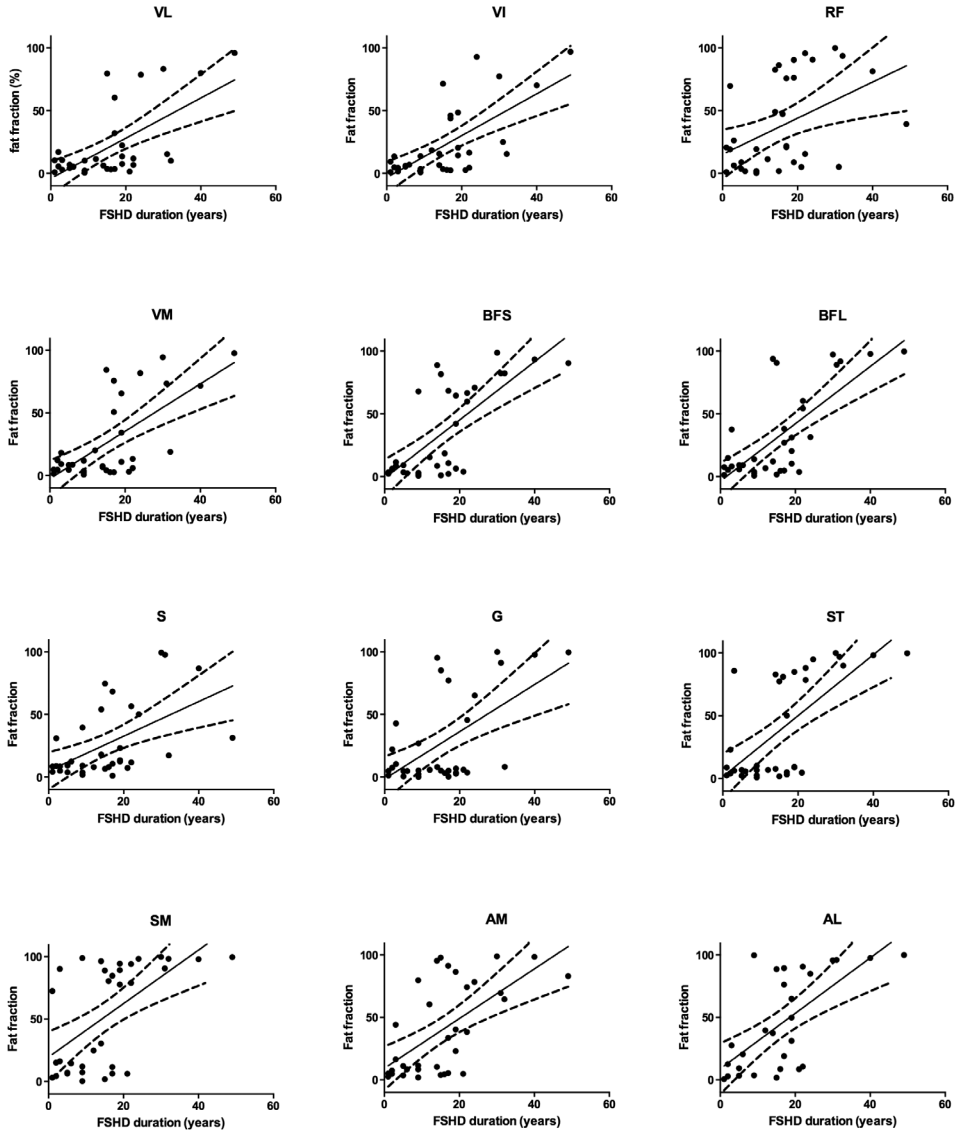 VL VI RF
fat fraction (%) Fat fraction Fat fraction
100 100 100
50 50 50
0 0 0
0 20 40 60 0 20 40 60 0 20 40 60
FSHD duration (years) FSHD duration (years) FSHD duration (years)
VM BFS BFL
Fat fraction Fat fraction Fat fraction
100 100 100
50 50 50
0 0 0
0 20 40 60 0 20 40 60 0 20 40 60
FSHD duration (years) FSHD duration (years) FSHD duration (years)
S G ST
Fat fraction Fat fraction Fat fraction
100 100 100
50 50 50
0 0 0
0 20 40 60 0 20 40 60 0 20 40 60
FSHD duration (years) FSHD duration (years) FSHD duration (years)
SM AM AL
Fat fraction Fat fraction Fat fraction
100 100 100
50 50 50
0 0 0
0 20 40 60 0 20 40 60 0 20 40 60
FSHD duration (years) FSHD duration (years) FSHD duration (years)